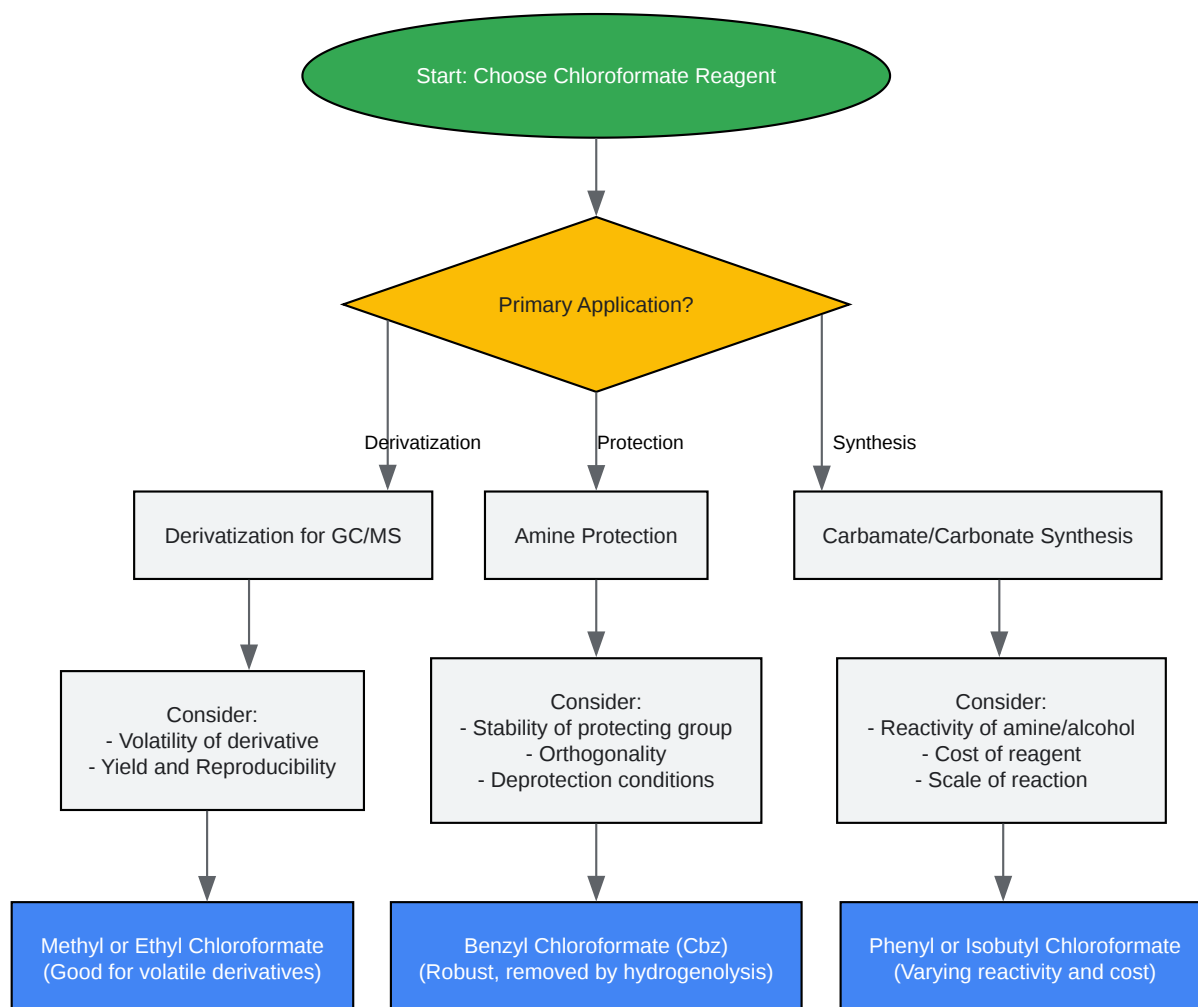 Start: Choose Chloroformate Reagent
Primary Application?
Derivatization
Protection
Synthesis
Derivatization for GC/MS
Amine Protection
Carbamate/Carbonate Synthesis
Consider:
- Volatility of derivative
- Yield and Reproducibility
Consider:
- Stability of protecting group
- Orthogonality
- Deprotection conditions
Consider:
- Reactivity of amine/alcohol
- Cost of reagent
- Scale of reaction
Methyl or Ethyl Chloroformate
(Good for volatile derivatives)
Benzyl Chloroformate (Cbz)
(Robust, removed by hydrogenolysis)
Phenyl or Isobutyl Chloroformate
(Varying reactivity and cost)